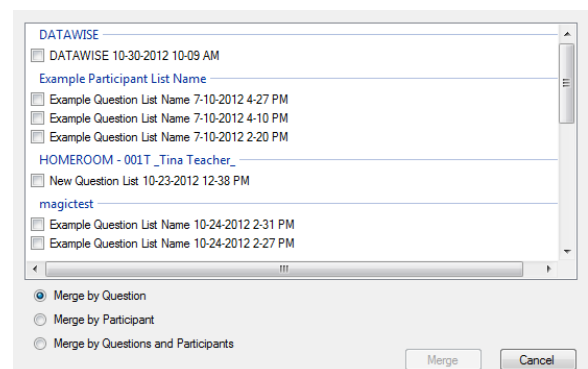 DATAWISE
DATAWISE 10-30-2012 10-09 AM
Example Participant List Name
Example Question List Name 7-10-2012 4-27 PM
Example Question List Name 7-10-2012 4-10 PM
Example Question List Name 7-10-2012 2-20 PM
HOMEROOM - 001T _Tina Teacher_
New Question List 10-23-2012 12-38 PM
magictest
Example Question List Name 10-24-2012 2-31 PM
Example Question List Name 10-24-2012 2-27 PM
Merge by Question
Merge by Participant
Merge by Questions and Participants
Merge Cancel